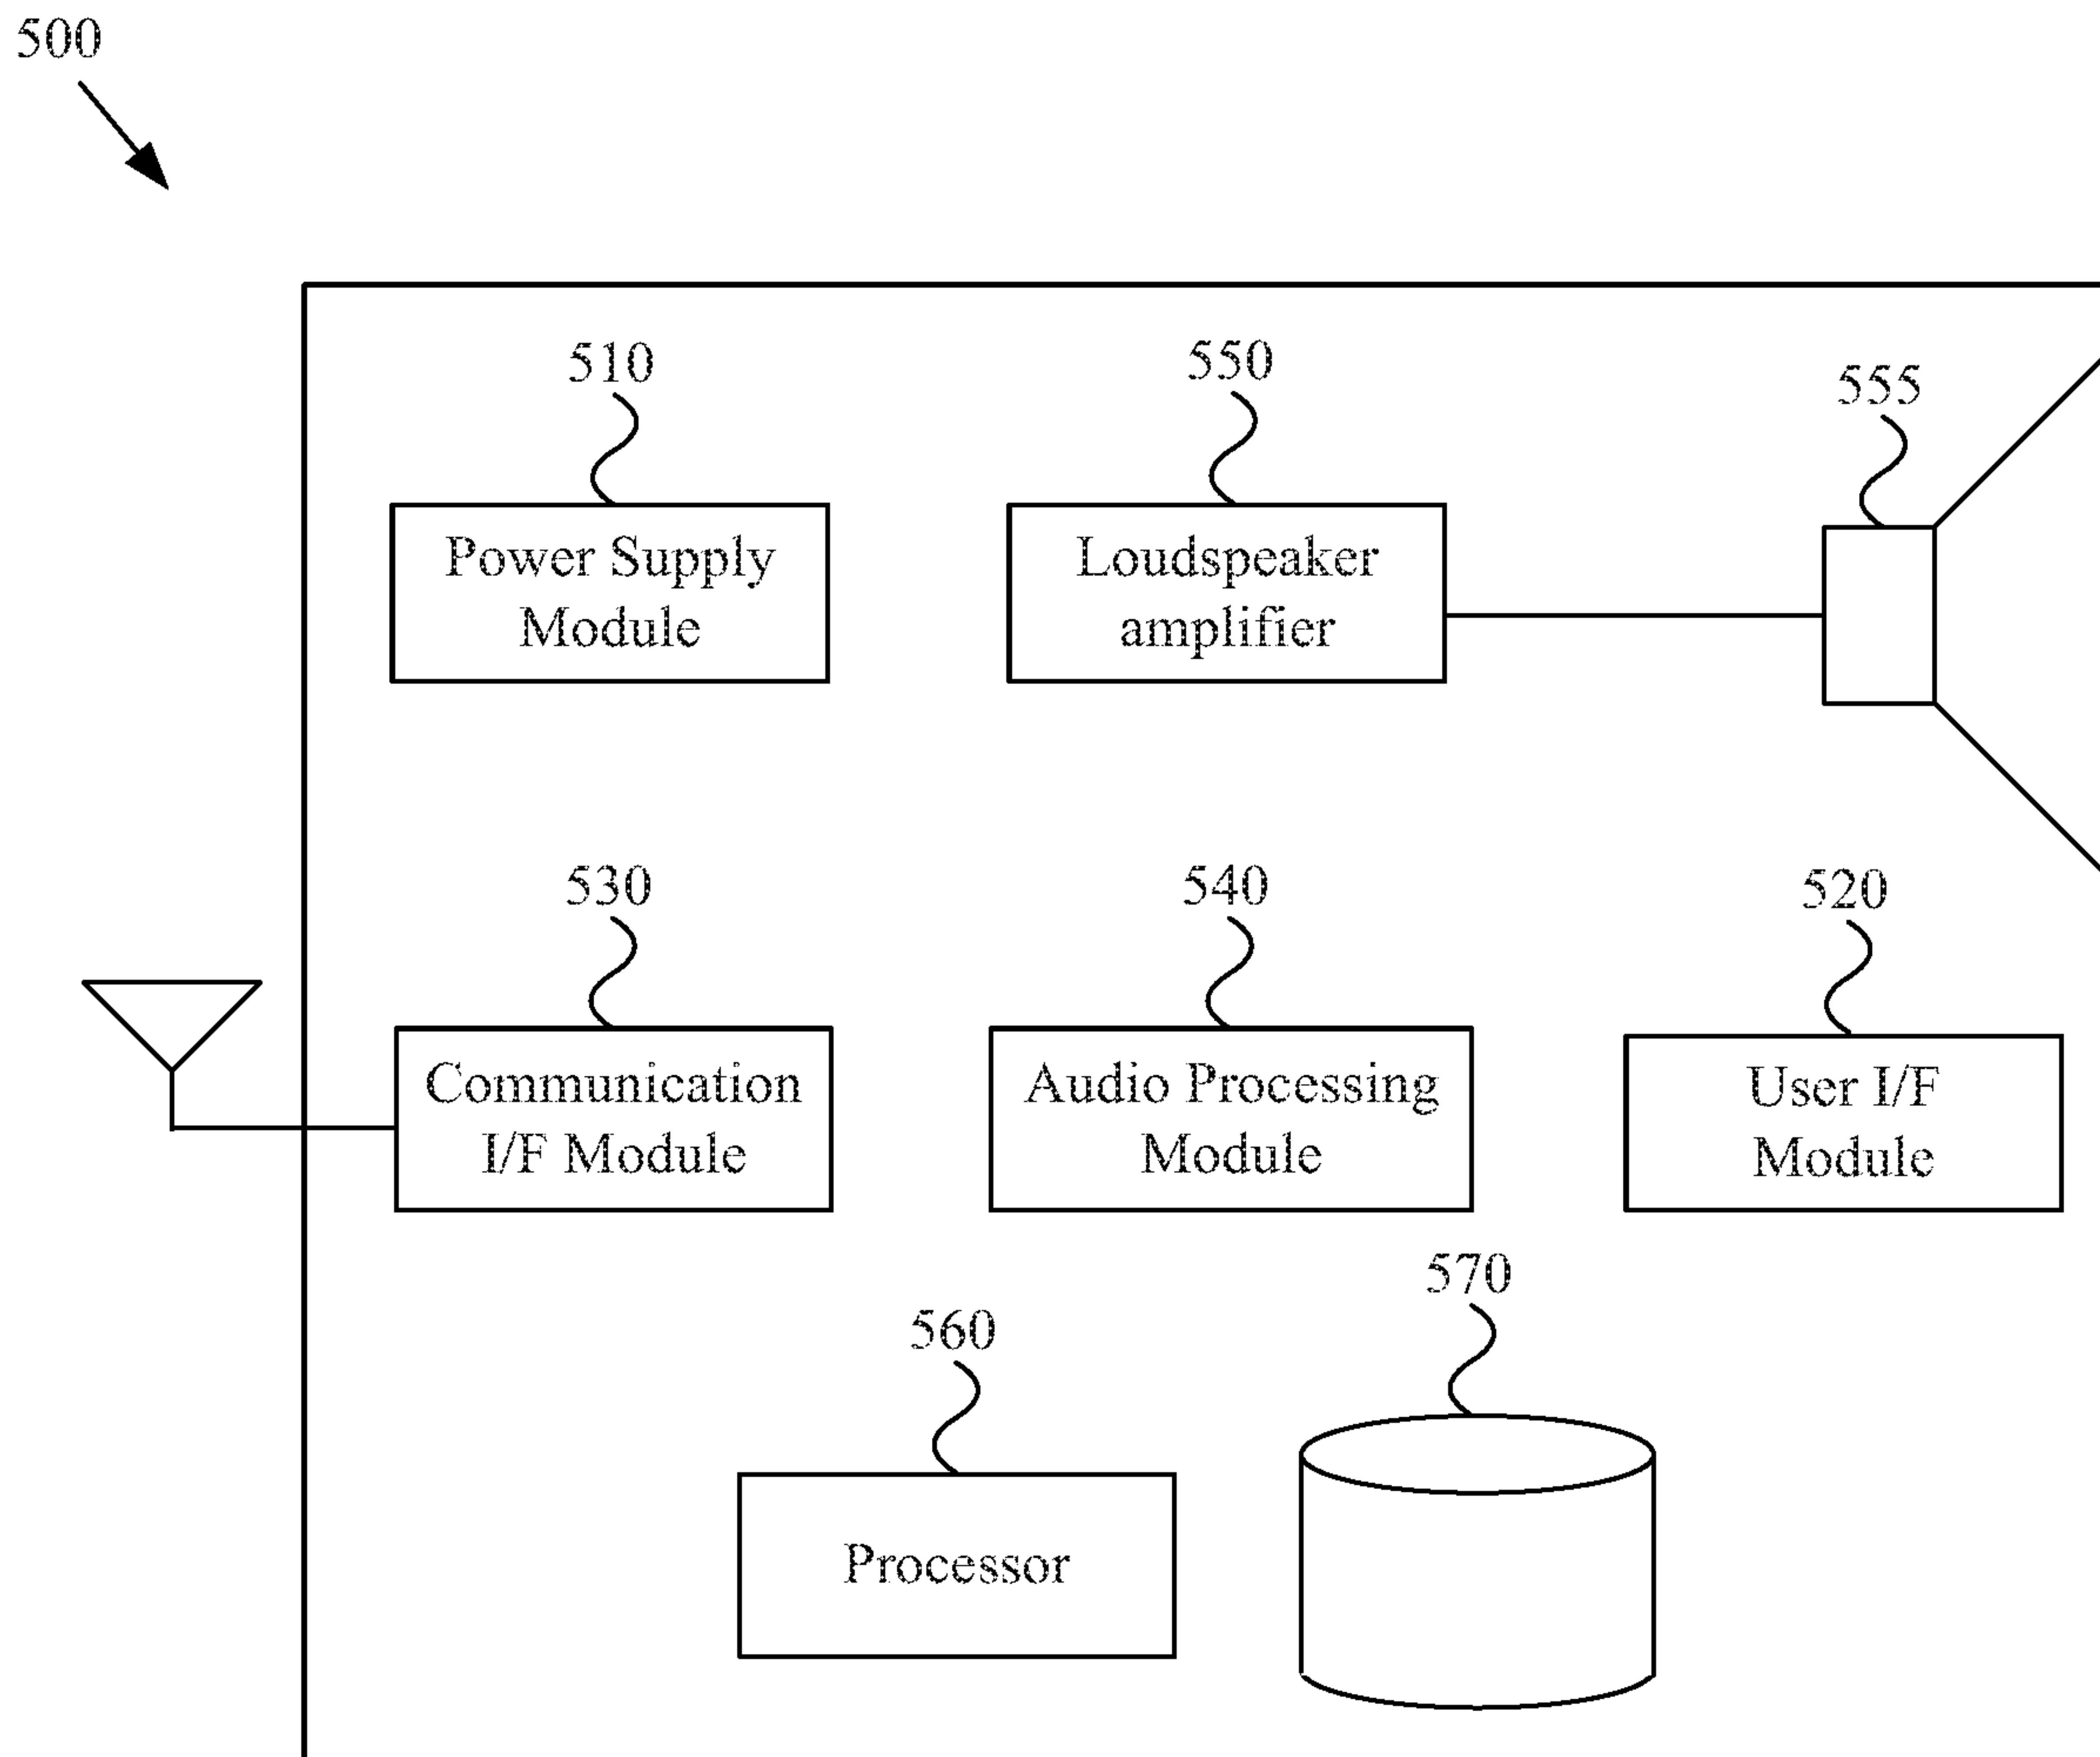 500
510
550
555
Power Supply
Module
Loudspeaker
amplifier
530
540
520
Communication
I/F Module
Audio Processing
Module
User I/F
Module
560
570
Processor